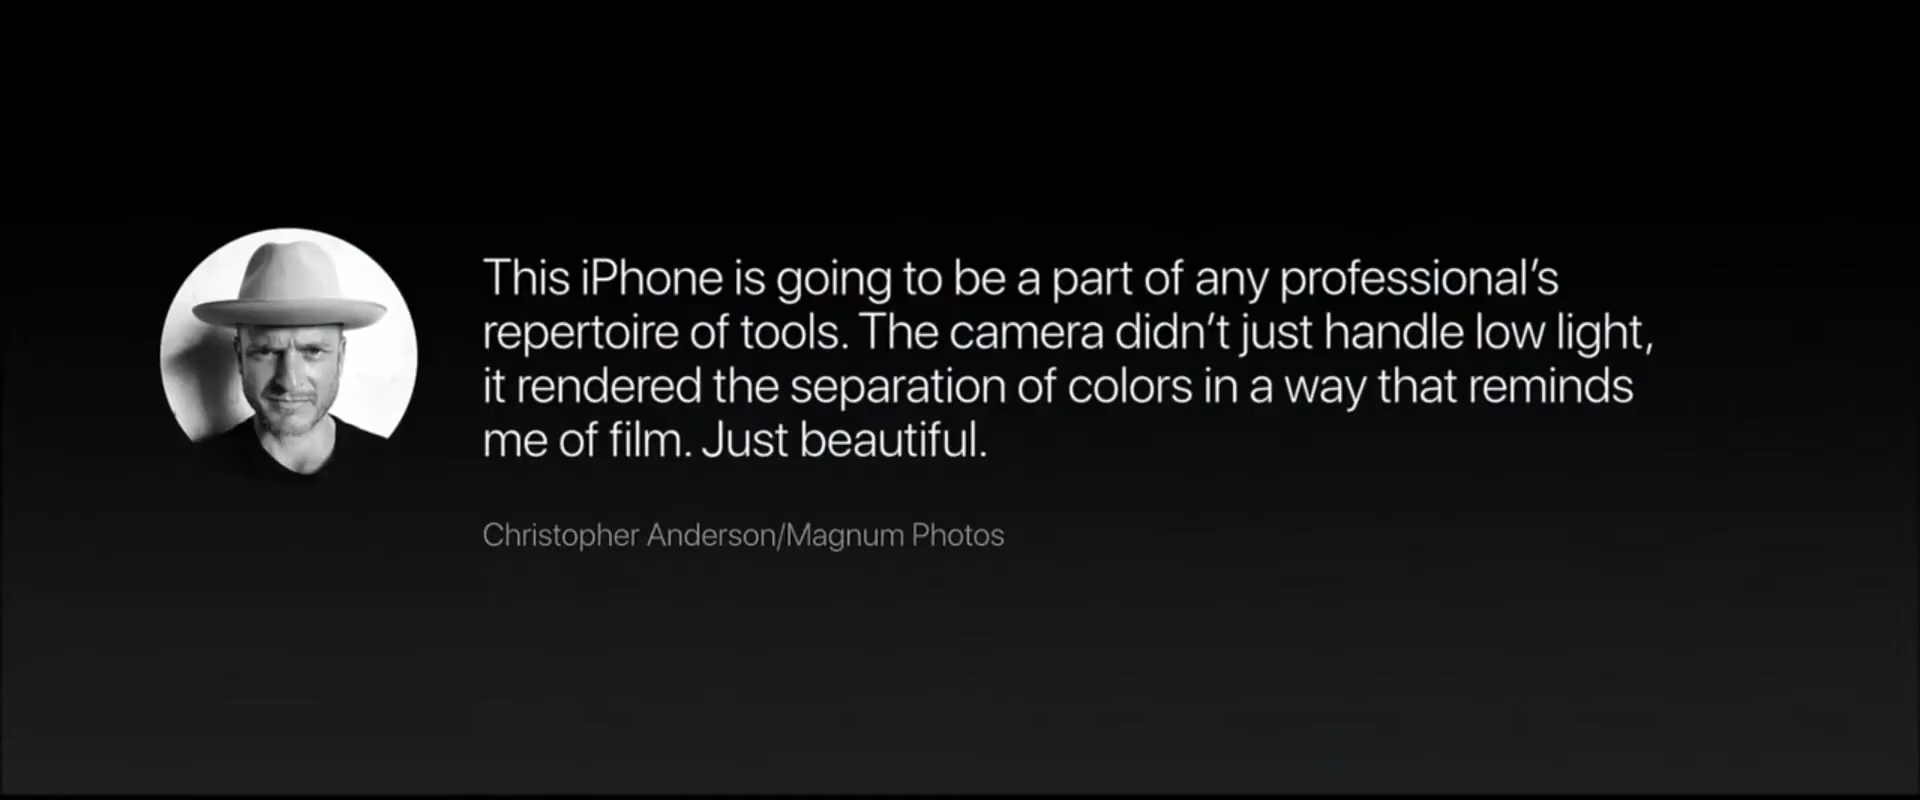 This iPhone is going to be a part of any professional’s
repertoire of tools. The camera didn’t just handle low light,
it rendered the separation of colors in a way that reminds
me of film. Just beautiful.
Christopher Anderson/Magnum Photos